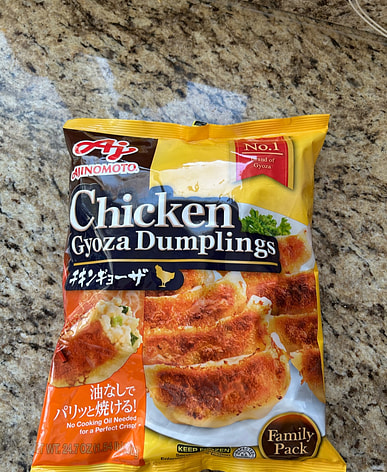 Aj
AJINOMOTO
No.1
Brand of
Gyoza
Chicken
Gyoza Dumplings
チキンギョーザ
油なしで
パリッと焼ける!
No Cooking Oil Needed
for a Perfect Crisp
KEEP FROZEN
Family
Pack